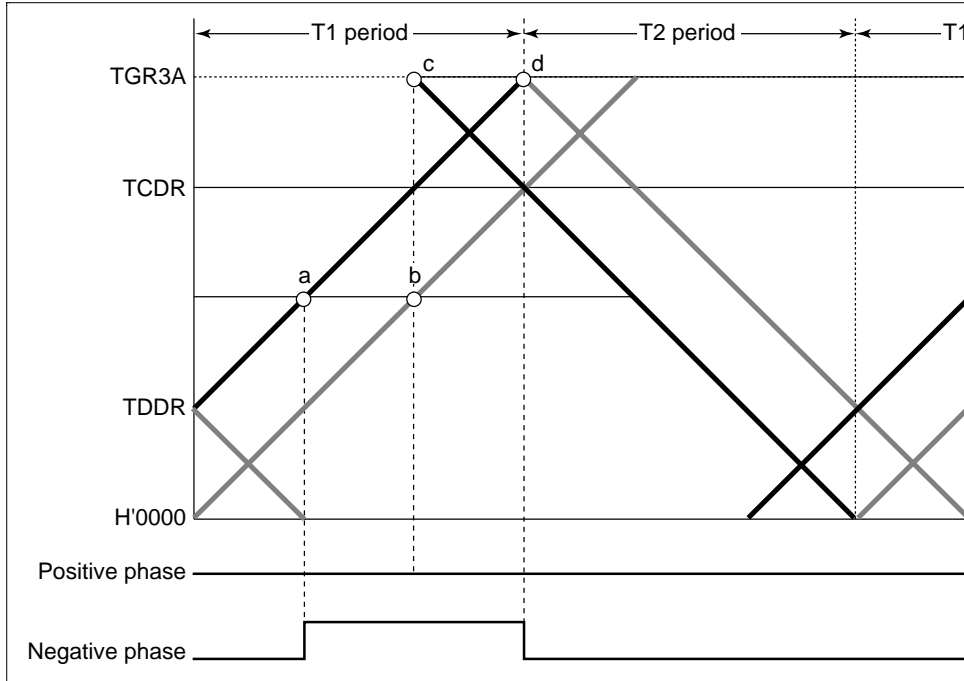 T1 period
T2 period
T1
TGR3A
c
d
TCDR
a
b
TDDR
H'0000
Positive phase
Negative phase